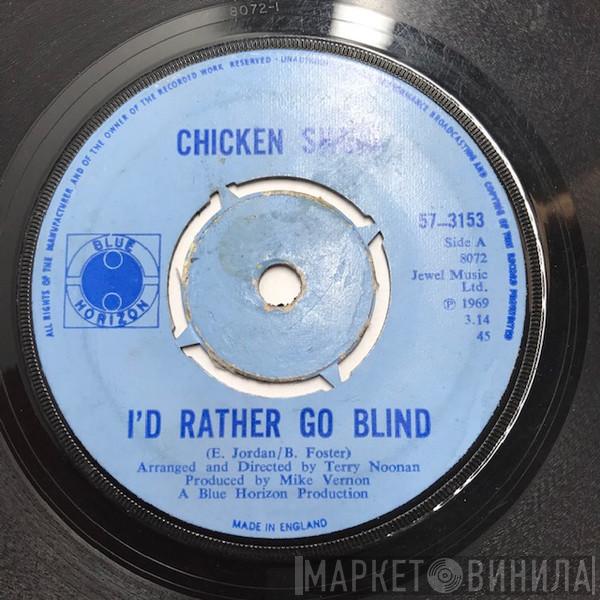 8072-1
ALL RIGHTS OF THE MANUFACTURER AND OF THE OWNER OF THE RECORDED WORK RESERVED · PERFORMANCE BROADCASTING AND COPYING OF THIS RECORD PROHIBITED
CHICKEN
57-3153
Side A
8072
Jewel Music
Ltd.
℗ 1969
3.14
45
BLUE
HORIZON
I'D RATHER GO BLIND
(E. Jordan/B. Foster)
Arranged and Directed by Terry Noonan
Produced by Mike Vernon
A Blue Horizon Production
MADE IN ENGLAND
МАРКЕТ ВИНИЛА